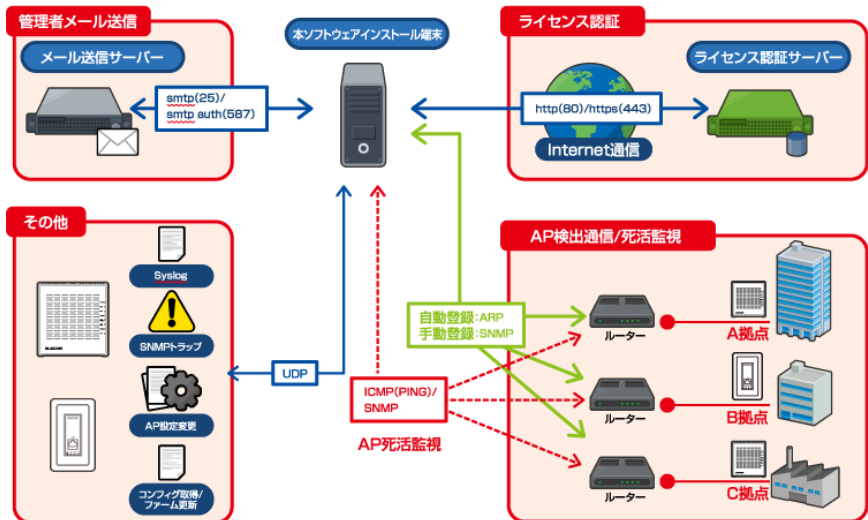 管理者メール送信
メール送信サーバー
smtp(25)/
smtp auth(587)
本ソフトウェアインストール端末
ライセンス認証
ライセンス認証サーバー
http(80)/https(443)
Internet通信
その他
Syslog
SNMPトラップ
AP設定変更
コンフィグ取得/
ファーム更新
ELECOM
UDP
ICMP(PING)/
SNMP
AP死活監視
自動登録:ARP
手動登録:SNMP
AP検出通信/死活監視
ルーター
A拠点
ルーター
B拠点
ルーター
C拠点